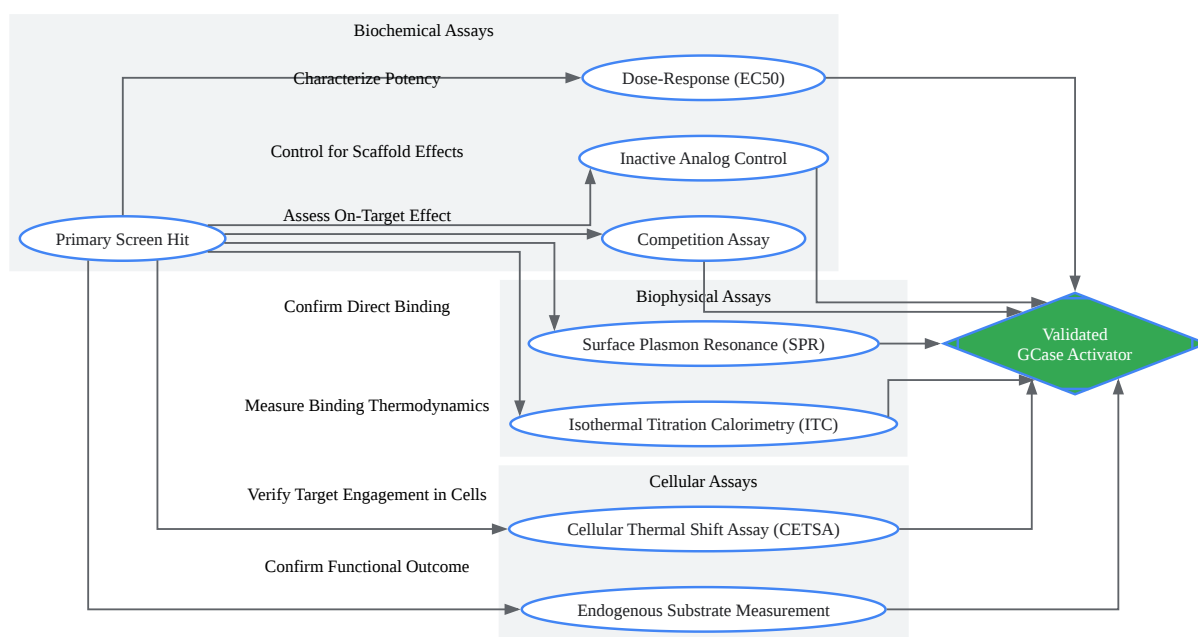 Biochemical Assays
Characterize Potency
Dose-Response (EC50)
Control for Scaffold Effects
Inactive Analog Control
Assess On-Target Effect
Primary Screen Hit
Competition Assay
Confirm Direct Binding
Biophysical Assays
Surface Plasmon Resonance (SPR)
Validated
GCase Activator
Measure Binding Thermodynamics
Isothermal Titration Calorimetry (ITC)
Cellular Assays
Verify Target Engagement in Cells
Cellular Thermal Shift Assay (CETSA)
Confirm Functional Outcome
Endogenous Substrate Measurement